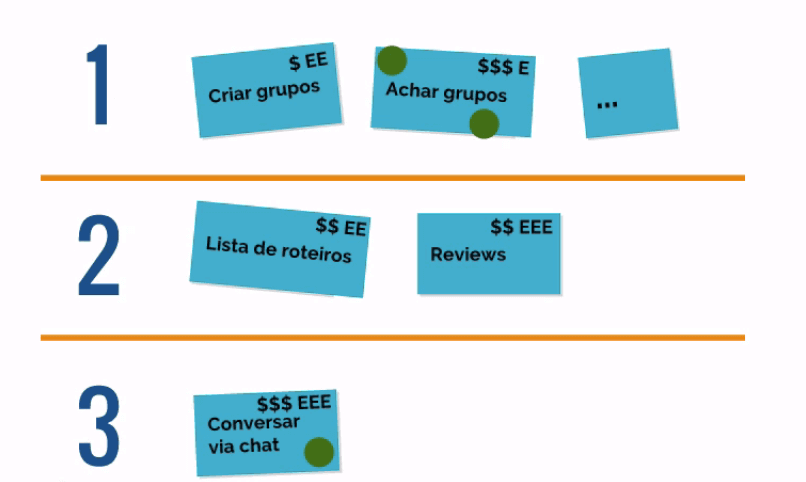 1
$ EE
Criar grupos
$$$ E
Achar grupos
...
2
$$ EE
Lista de roteiros
$$ EEE
Reviews
3
$$$ EEE
Conversar
via chat